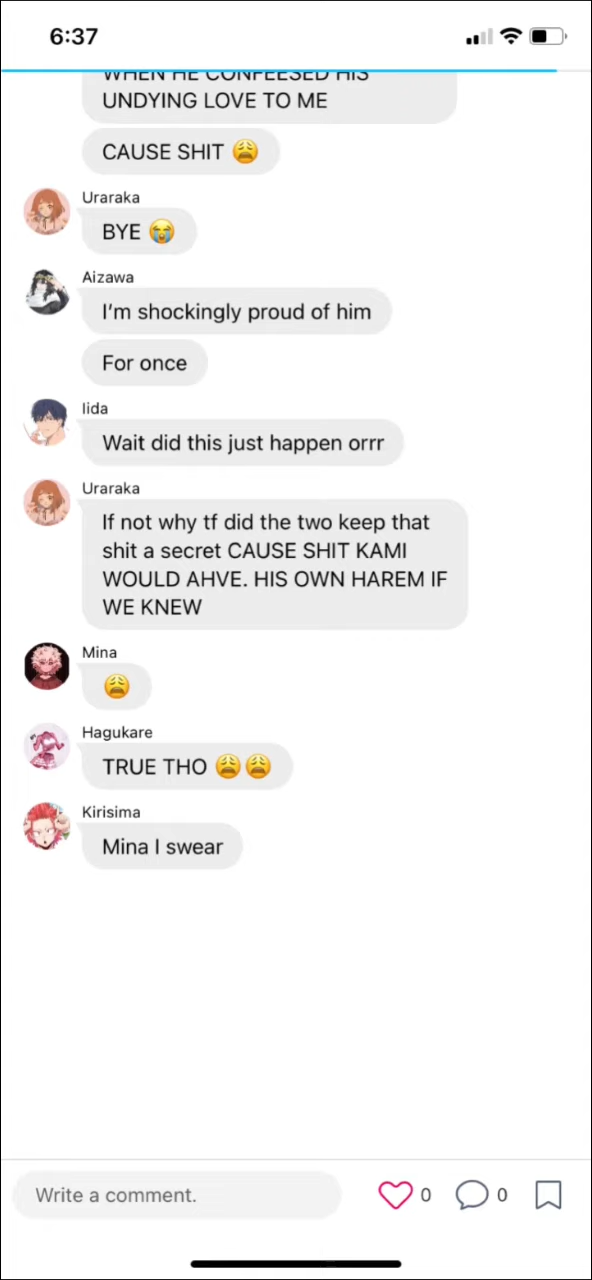 6:37
WHEN HE CONFEESED HIS
UNDYING LOVE TO ME
CAUSE SHIT 😩
Uraraka
BYE 😭
Aizawa
I'm shockingly proud of him
For once
Iida
Wait did this just happen orrr
Uraraka
If not why tf did the two keep that
shit a secret CAUSE SHIT KAMI
WOULD AHVE. HIS OWN HAREM IF
WE KNEW
Mina
😩
Hagukare
TRUE THO 😩😩
Kirisima
Mina I swear
Write a comment.
0
0